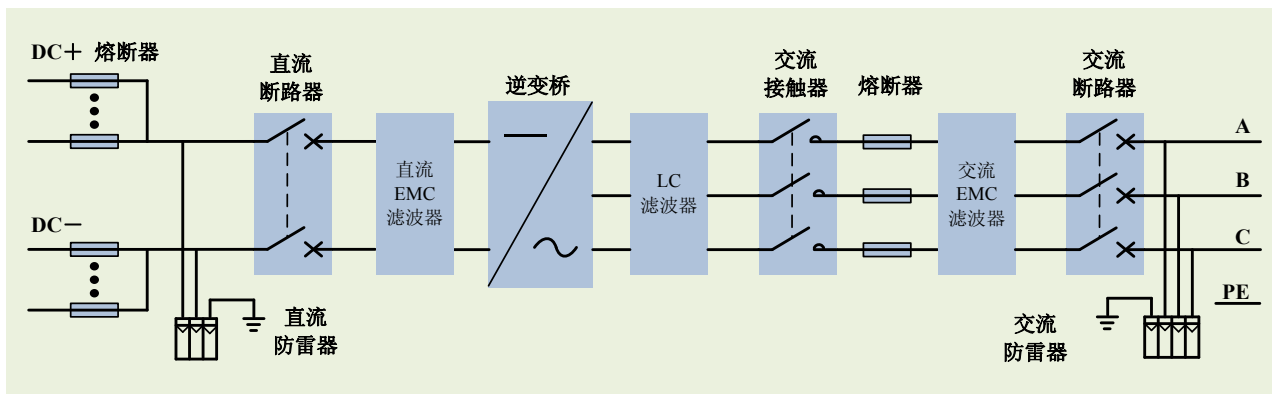 DC＋ 熔断器
直流
断路器
逆变桥
交流
接触器
熔断器
交流
断路器
直流
EMC
滤波器
LC
滤波器
交流
EMC
滤波器
A
B
C
DC－
PE
直流
防雷器
交流
防雷器